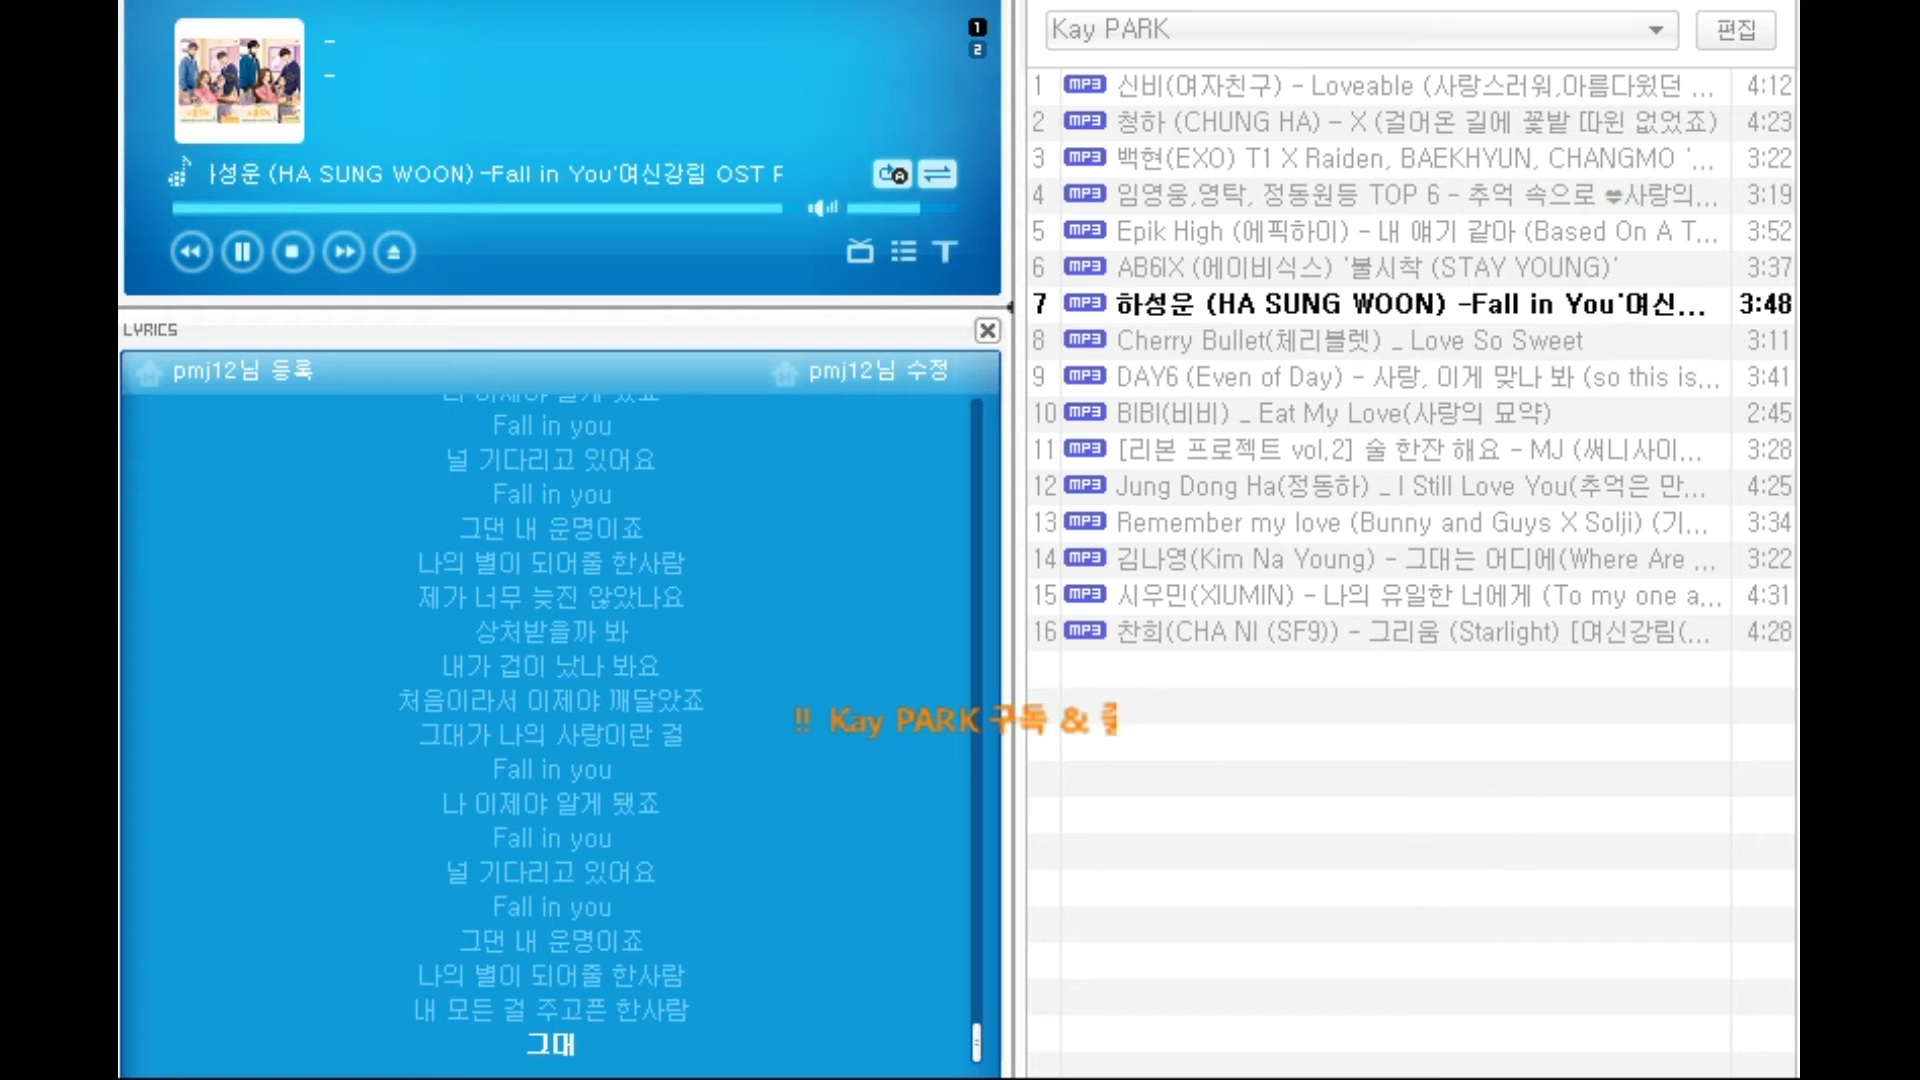 –
–
1
2
하성운 (HA SUNG WOON) -Fall in You'여신강림 OST P
LYRICS
pmj12님 등록
pmj12님 수정
나 이제야 알게 됐죠
Fall in you
널 기다리고 있어요
Fall in you
그댄 내 운명이죠
나의 별이 되어줄 한사람
제가 너무 늦진 않았나요
상처받을까 봐
내가 겁이 났나 봐요
처음이라서 이제야 깨달았죠
그대가 나의 사랑이란 걸
Fall in you
나 이제야 알게 됐죠
Fall in you
널 기다리고 있어요
Fall in you
그댄 내 운명이죠
나의 별이 되어줄 한사람
내 모든 걸 주고픈 한사람
그대
!! Kay PARK 구독 &
Kay PARK
편집
1 MP3 신비(여자친구) - Loveable (사랑스러워,아름다웠던 ... 4:12
2 MP3 청하 (CHUNG HA) - X (걸어온 길에 꽃밭 따윈 없었죠) 4:23
3 MP3 백현(EXO) T1 X Raiden, BAEKHYUN, CHANGMO '... 3:22
4 MP3 임영웅,영탁, 정동원등 TOP 6 - 추억 속으로 ❤사랑의... 3:19
5 MP3 Epik High (에픽하이) - 내 얘기 같아 (Based On A T... 3:52
6 MP3 AB6IX (에이비식스) '불시착 (STAY YOUNG)' 3:37
7 MP3 하성운 (HA SUNG WOON) -Fall in You'여신... 3:48
8 MP3 Cherry Bullet(체리블렛) _ Love So Sweet 3:11
9 MP3 DAY6 (Even of Day) - 사랑, 이게 맞나 봐 (so this is... 3:41
10 MP3 BIBI(비비) _ Eat My Love(사랑의 묘약) 2:45
11 MP3 [리본 프로젝트 vol.2] 술 한잔 해요 - MJ (써니사이... 3:28
12 MP3 Jung Dong Ha(정동하) _ I Still Love You(추억은 만... 4:25
13 MP3 Remember my love (Bunny and Guys X Solji) (기... 3:34
14 MP3 김나영(Kim Na Young) - 그대는 어디에(Where Are ... 3:22
15 MP3 시우민(XIUMIN) - 나의 유일한 너에게 (To my one a... 4:31
16 MP3 찬희(CHA NI (SF9)) - 그리움 (Starlight) [여신강림(... 4:28